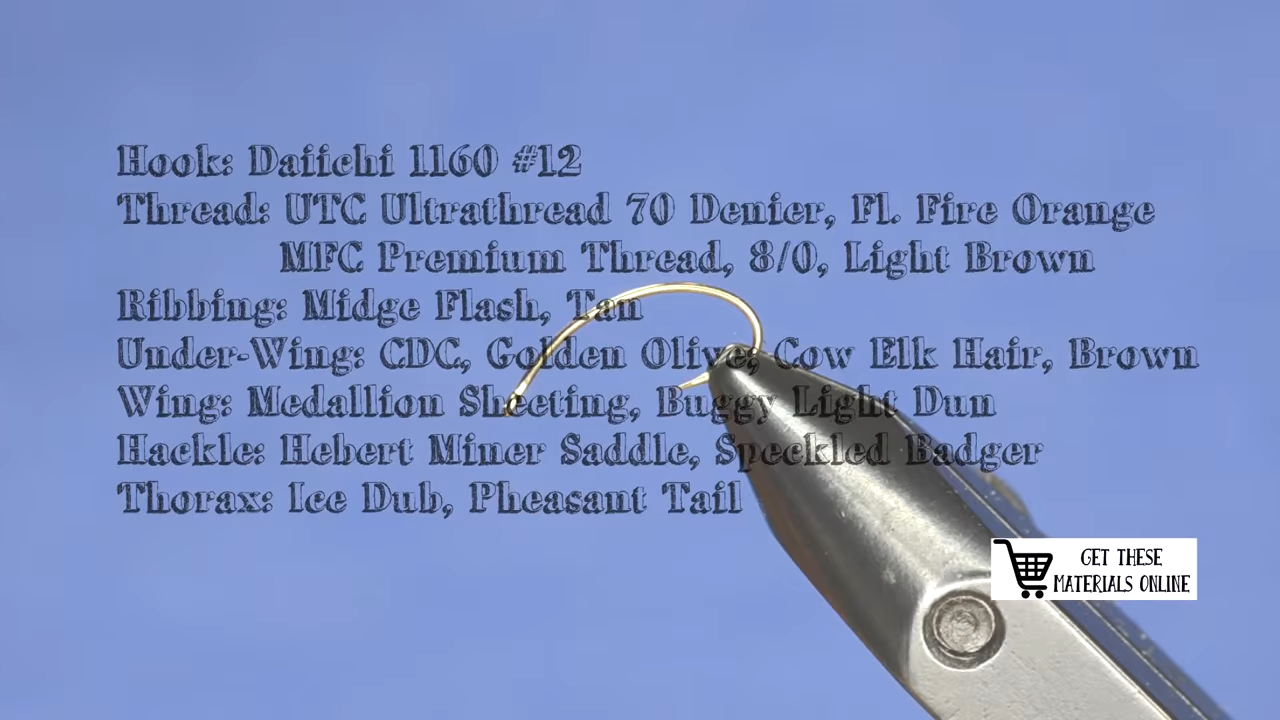 Hook: Daiichi 1160 #12
Thread: UTC Ultrathread 70 Denier, Fl. Fire Orange
MFC Premium Thread, 8/0, Light Brown
Ribbing: Midge Flash, Tan
Under-Wing: CDC, Golden Olive; Cow Elk Hair, Brown
Wing: Medallion Sheeting, Buggy Light Dun
Hackle: Hebert Miner Saddle, Speckled Badger
Thorax: Ice Dub, Pheasant Tail
GET THESE
MATERIALS ONLINE